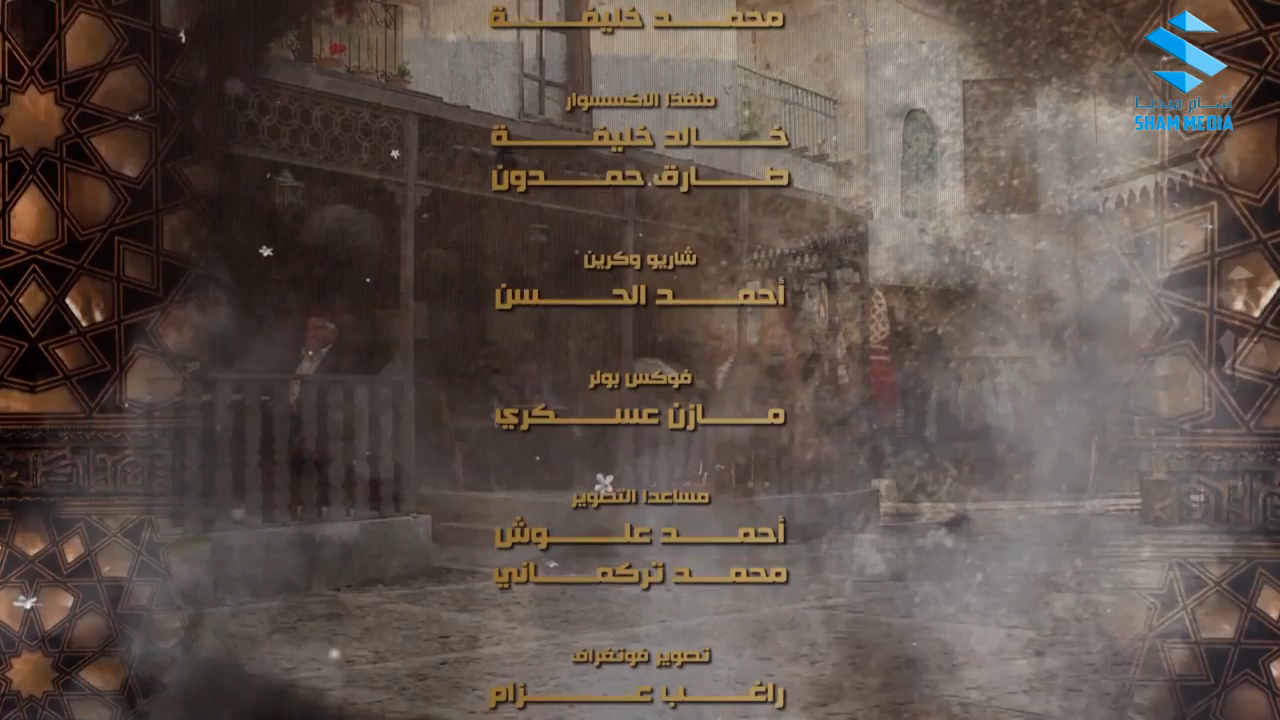 محمد خليفة
منفذا الاكسسوار
خالد خليفة
طارق حمدون
شاريو وكرين
أحمد الحسن
فوكس بولر
مازن عسكري
مساعدا التصوير
أحمد علوش
محمد تركماني
تصوير فوتغراف
راغب عزام
شام ميديا
SHAM MEDIA